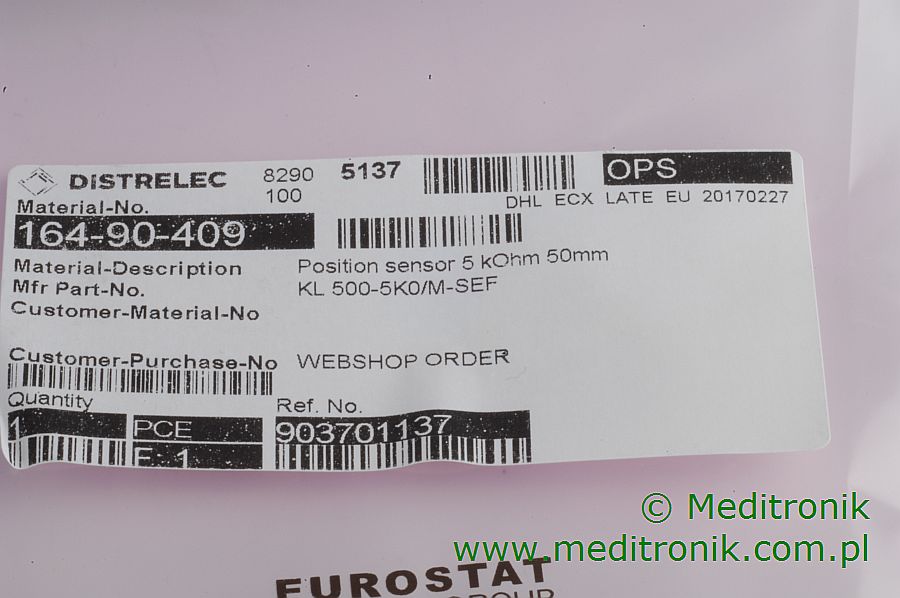 DISTRELEC 8290 5137 OPS
100 DHL ECX LATE EU 20170227
Material-No.
164-90-409
Material-Description Position sensor 5 kOhm 50mm
Mfr Part-No. KL 500-5K0/M-SEF
Customer-Material-No
Customer-Purchase-No WEBSHOP ORDER
Quantity Ref. No.
1 PCE 903701137
F 1
© Meditronik
www.meditronik.com.pl
EUROSTAT
GROUP